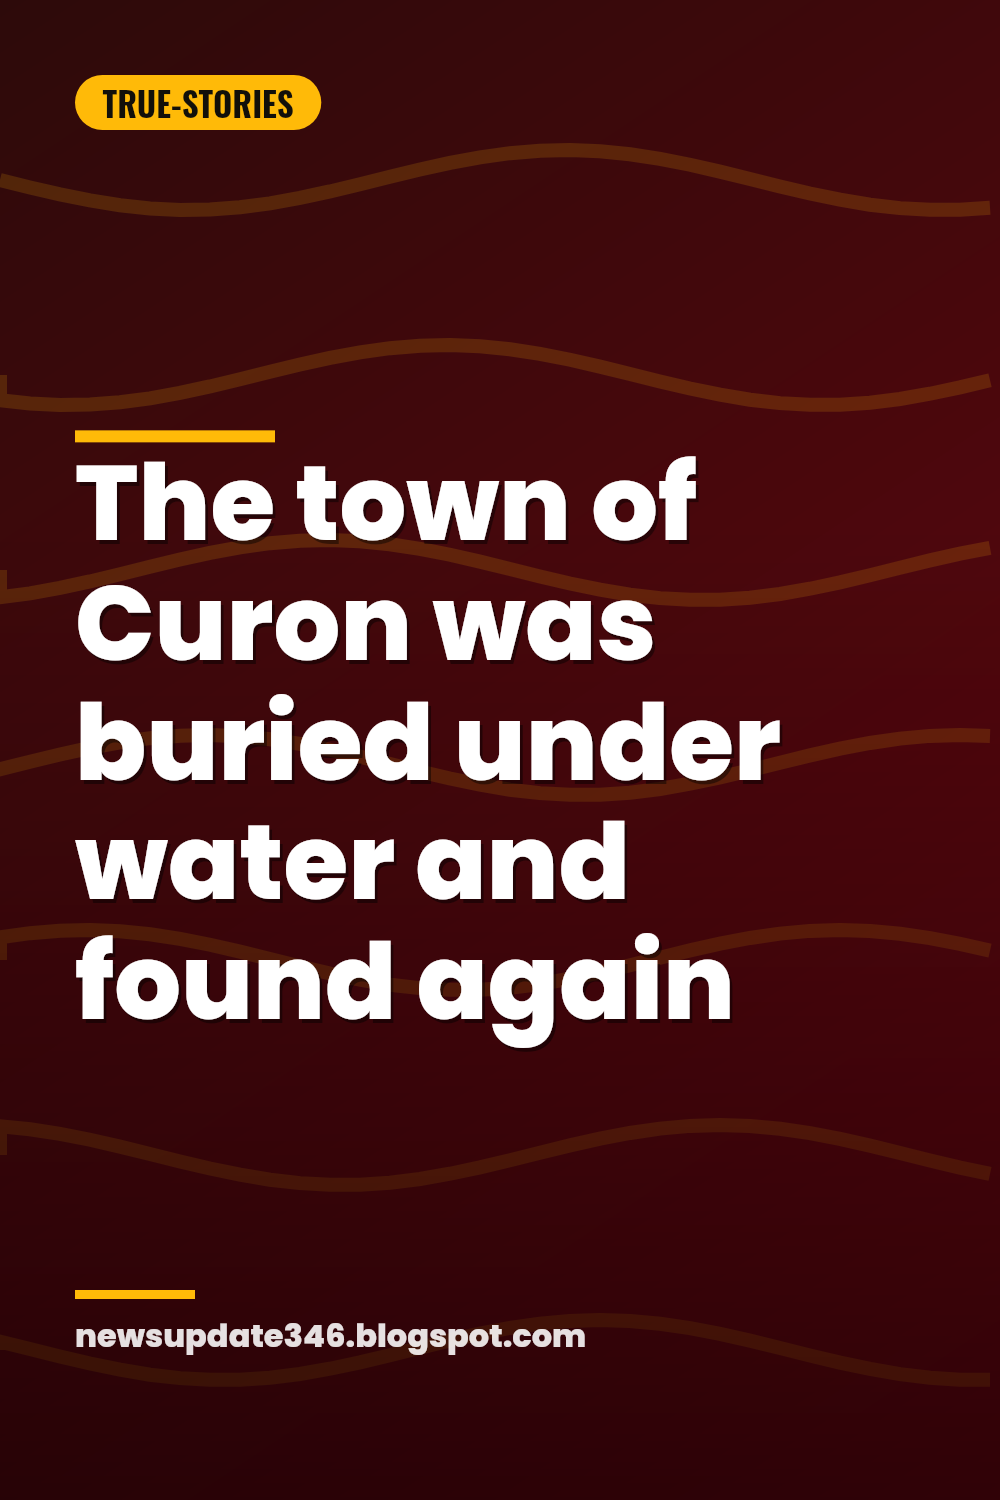 TRUE-STORIES
The town of
Curon was
buried under
water and
found again
newsupdate346.blogspot.com